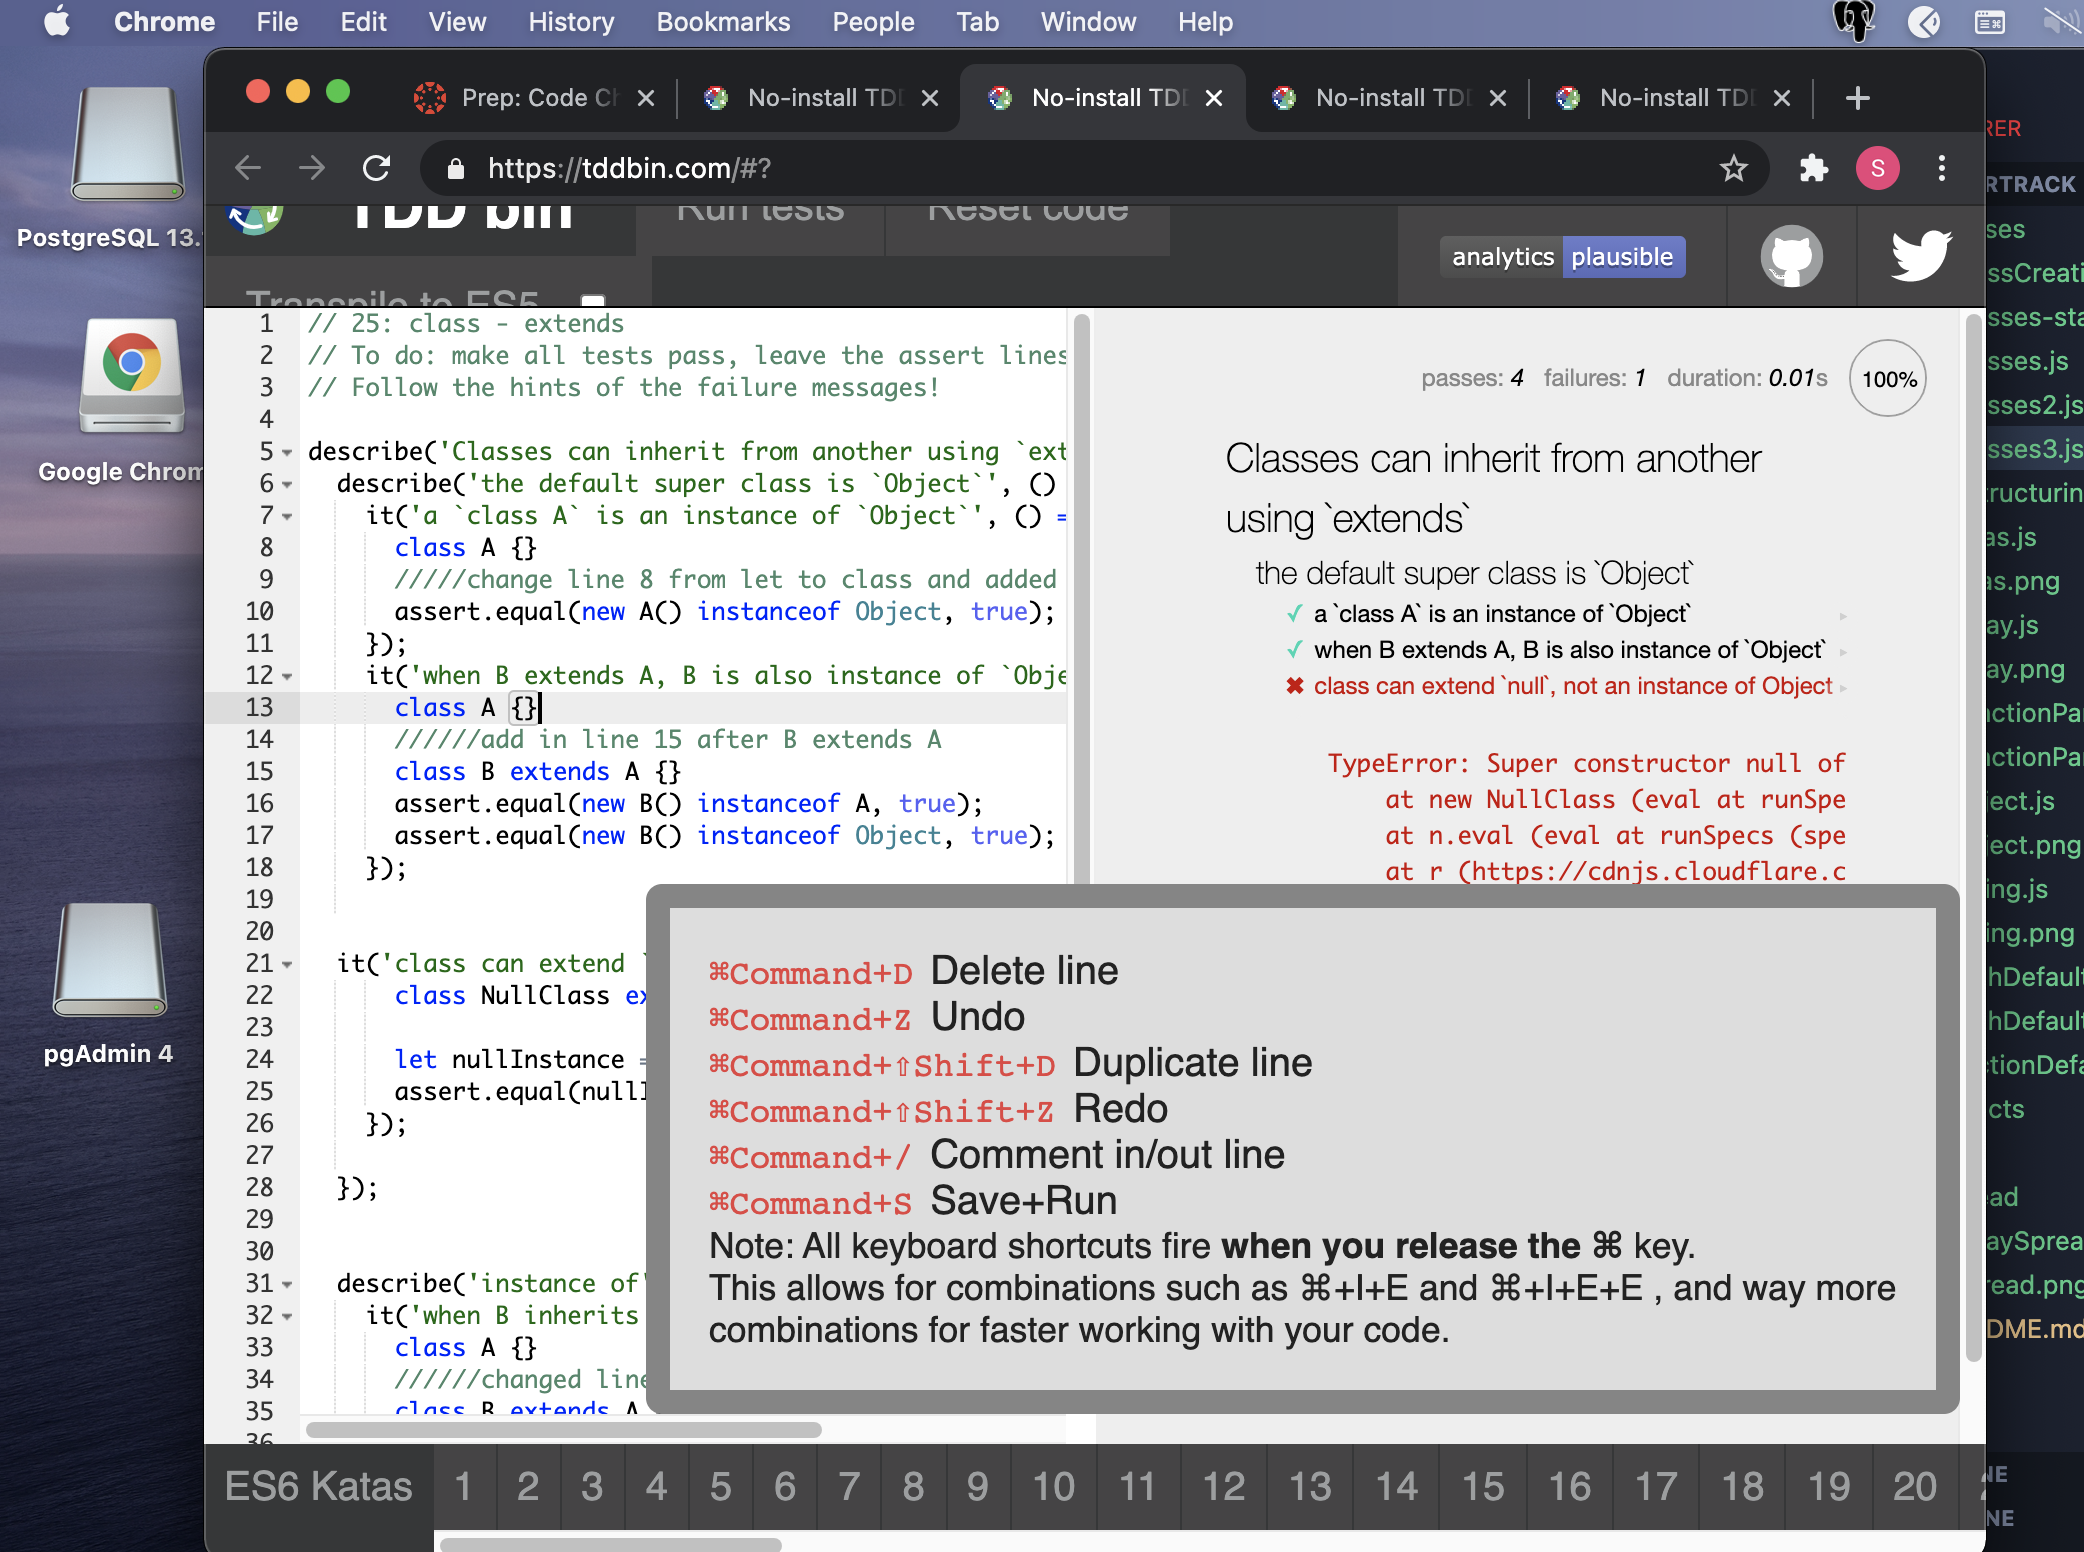 Chrome File Edit View History Bookmarks People Tab Window Help
PostgreSQL 13.
Google Chrom
pgAdmin 4
Prep: Code Ch
No-install TDD
No-install TDD
No-install TDD
No-install TDD
https://tddbin.com/#?
S
TDD bin
Run tests
Reset code
Transpile to ES5
analytics plausible
1 // 25: class - extends
2 // To do: make all tests pass, leave the assert lines
3 // Follow the hints of the failure messages!
4
5 describe('Classes can inherit from another using `ext
6 describe('the default super class is `Object`', ()
7 it('a `class A` is an instance of `Object`', () =
8 class A {}
9 /////change line 8 from let to class and added
10 assert.equal(new A() instanceof Object, true);
11 });
12 it('when B extends A, B is also instance of `Obje
13 class A {}
14 //////add in line 15 after B extends A
15 class B extends A {}
16 assert.equal(new B() instanceof A, true);
17 assert.equal(new B() instanceof Object, true);
18 });
19
20
21 it('class can extend `
22 class NullClass ex
23
24 let nullInstance =
25 assert.equal(nullI
26 });
27
28 });
29
30
31 describe('instance of'
32 it('when B inherits
33 class A {}
34 //////changed line
35 class B extends A
36
passes: 4 failures: 1 duration: 0.01s 100%
Classes can inherit from another
using `extends`
the default super class is `Object`
✓ a `class A` is an instance of `Object`
✓ when B extends A, B is also instance of `Object`
✖ class can extend `null`, not an instance of Object
TypeError: Super constructor null of
at new NullClass (eval at runSpe
at n.eval (eval at runSpecs (spe
at r (https://cdnjs.cloudflare.c
⌘Command+D Delete line
⌘Command+Z Undo
⌘Command+⇧Shift+D Duplicate line
⌘Command+⇧Shift+Z Redo
⌘Command+/ Comment in/out line
⌘Command+S Save+Run
Note: All keyboard shortcuts fire when you release the ⌘ key.
This allows for combinations such as ⌘+I+E and ⌘+I+E+E , and way more
combinations for faster working with your code.
ES6 Katas 1 2 3 4 5 6 7 8 9 10 11 12 13 14 15 16 17 18 19 20
RER
RTRACK
ses
ssCreati
sses-sta
sses.js
sses2.js
sses3.js
ructurin
as.js
as.png
ay.js
ay.png
nctionPa
nctionPa
ject.js
ject.png
ing.js
ing.png
hDefault
hDefault
ctionDefa
cts
ad
aySprea
read.png
DME.md
NE
NE